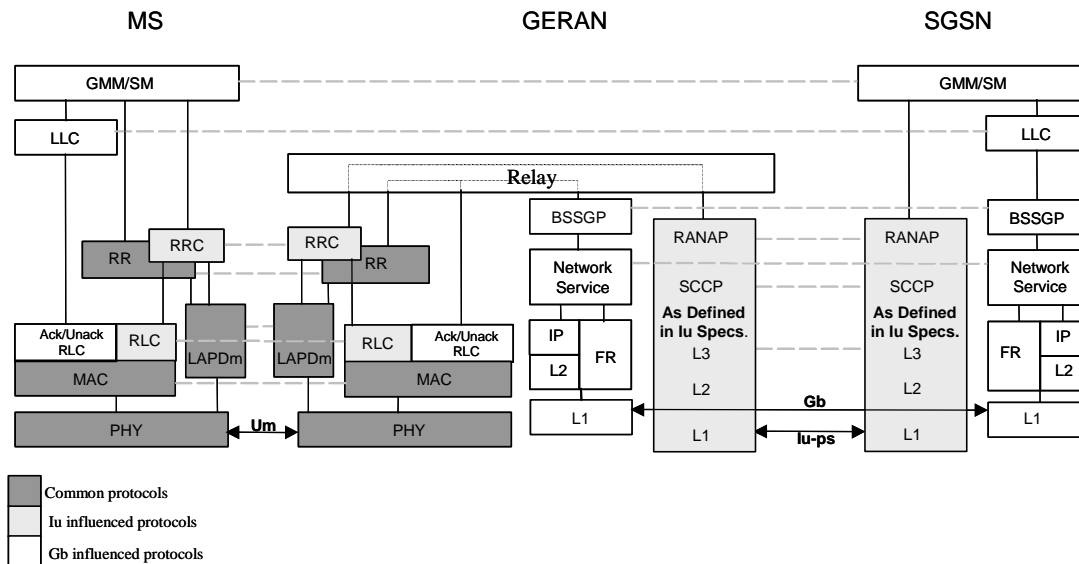 MS
GERAN
SGSN
GMM/SM
GMM/SM
LLC
LLC
Relay
BSSGP
BSSGP
RRC
RR
RRC
RR
RANAP
RANAP
Network
Service
Network
Service
SCCP
SCCP
As Defined
in Iu Specs.
As Defined
in Iu Specs.
Ack/Unack
RLC
RLC
LAPDm
LAPDm
RLC
Ack/Unack
RLC
IP
L2
FR
L3
L3
FR
IP
L2
MAC
MAC
L2
L2
Gb
PHY
Um
PHY
L1
L1
Iu-ps
L1
L1
Common protocols
Iu influenced protocols
Gb influenced protocols